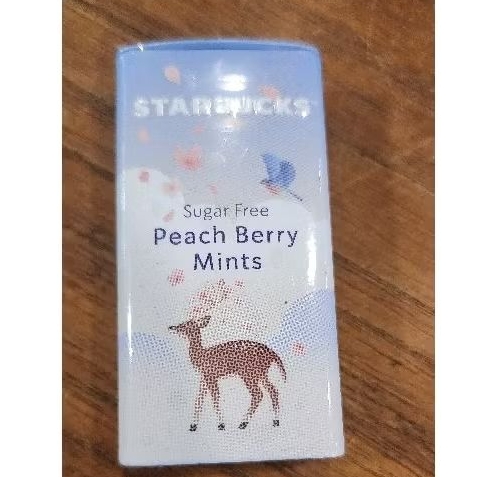 STARBUCKS
Sugar Free
Peach Berry
Mints